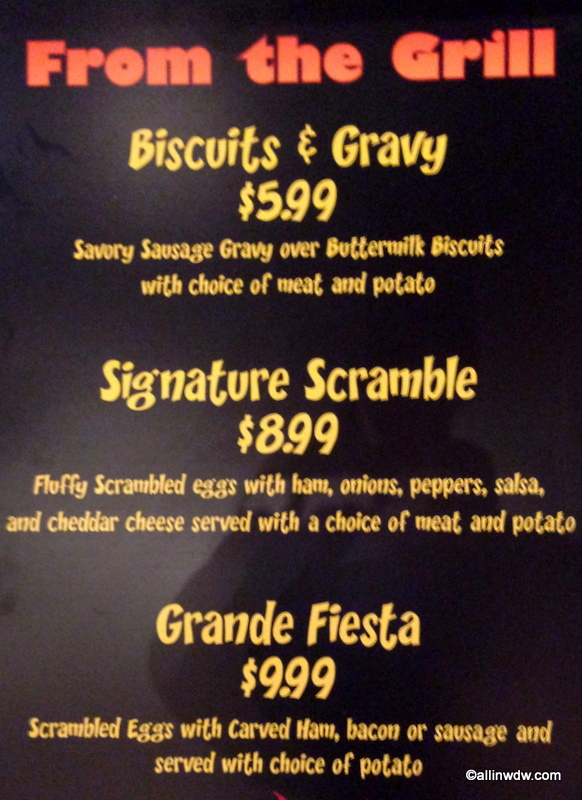 From the Grill
Biscuits & Gravy
$5.99
Savory Sausage Gravy over Buttermilk Biscuits
with choice of meat and potato
Signature Scramble
$8.99
Fluffy Scrambled eggs with ham, onions, peppers, salsa,
and cheddar cheese served with a choice of meat and potato
Grande Fiesta
$9.99
Scrambled Eggs with Carved Ham, bacon or sausage and
served with choice of potato
©allinwdw.com